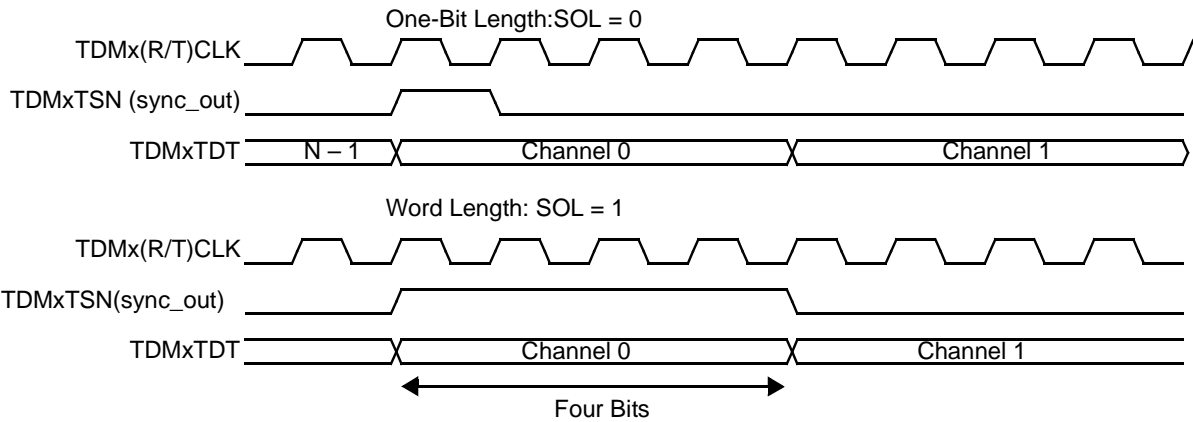 One-Bit Length:SOL = 0
TDMx(R/T)CLK
TDMxTSN (sync_out)
TDMxTDT N – 1 Channel 0 Channel 1
Word Length: SOL = 1
TDMx(R/T)CLK
TDMxTSN(sync_out)
TDMxTDT Channel 0 Channel 1
Four Bits